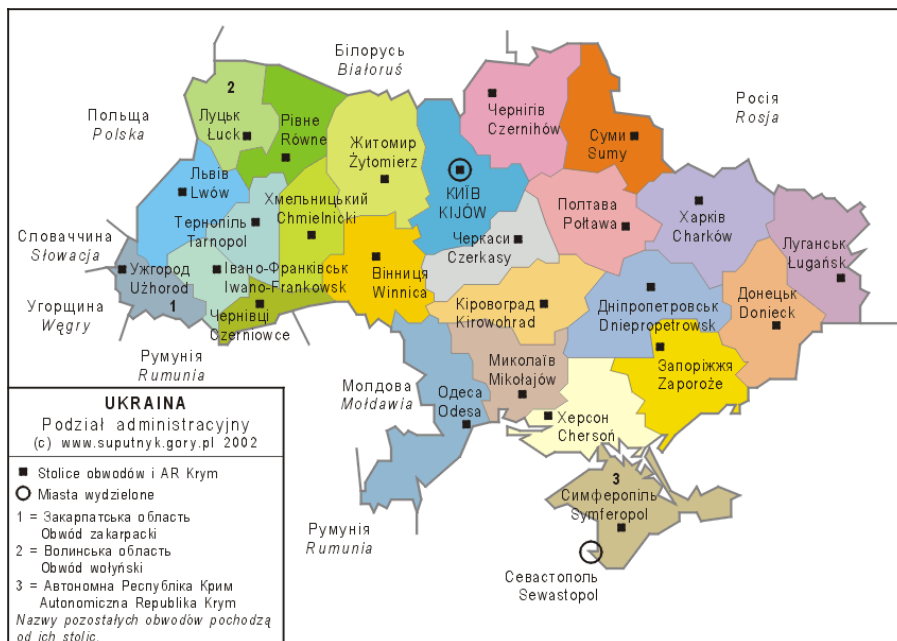 Білорусь
Białoruś
Польща
Polska
Росія
Rosja
2
Луцьк
Łuck
Рівне
Równe
Житомир
Żytomierz
Чернігів
Czernihów
Суми
Sumy
Львів
Lwów
КИЇВ
KIJÓW
Хмельницький
Chmielnicki
Тернопіль
Tarnopol
Полтава
Połtawa
Харків
Charków
Черкаси
Czerkasy
Луганськ
Ługańsk
Словаччина
Słowacja
Ужгород
Użhorod
1
Івано-Франківськ
Iwano-Frankowsk
Вінниця
Winnica
Угорщина
Węgry
Чернівці
Czerniowce
Кіровоград
Kirowohrad
Дніпропетровськ
Dniepropetrowsk
Донецьк
Donieck
Румунія
Rumunia
Молдова
Mołdawia
Миколаїв
Mikołajów
Запоріжжя
Zaporoże
Одеса
Odesa
Херсон
Chersoń
3
Симферопіль
Symferopol
Румунія
Rumunia
Севастополь
Sewastopol
UKRAINA
Podział administracyjny
(c) www.suputnyk.gory.pl 2002
Stolice obwodów i AR Krym
Miasta wydzielone
1 = Закарпатська область
Obwód zakarpacki
2 = Волинська область
Obwód wołyński
3 = Автономна Республіка Крим
Autonomiczna Republika Krym
Nazwy pozostałych obwodów pochodzą
od ich stolic.